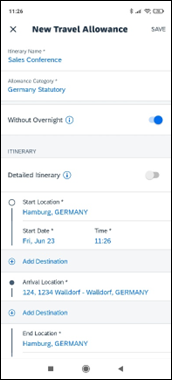 11:26
New Travel Allowance
SAVE
Itinerary Name *
Sales Conference
Allowance Category *
Germany Statutory
Without Overnight
ITINERARY
Detailed Itinerary
Start Location *
Hamburg, GERMANY
Start Date * Time *
Fri, Jun 23 11:26
Add Destination
Arrival Location *
124, 1234 Walldorf - Walldorf, GERMANY
Add Destination
End Location *
Hamburg, GERMANY